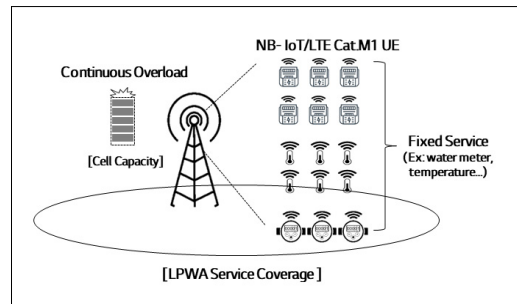 NB- IoT/LTE Cat.M1 UE
Continuous Overload
[Cell Capacity]
Fixed Service
(Ex: water meter,
temperature...)
[LPWA Service Coverage ]